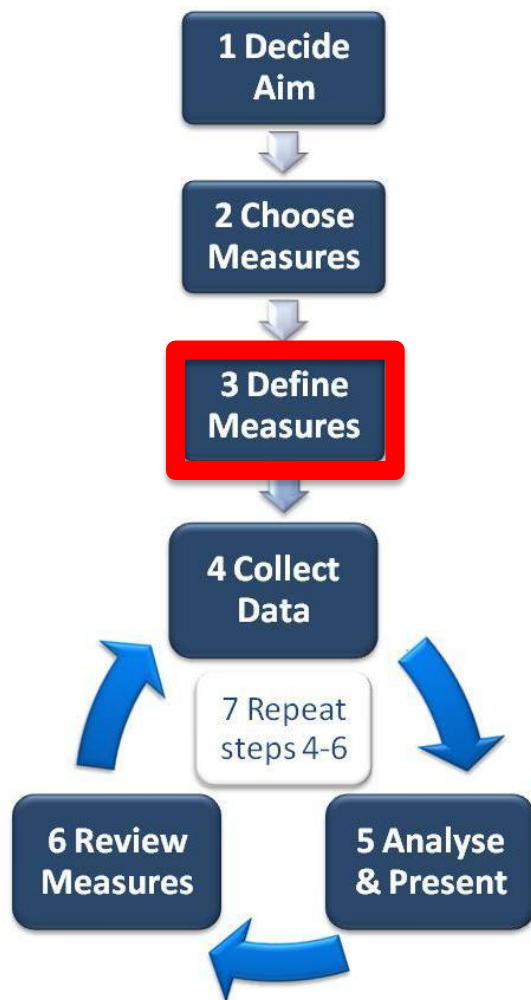 1 Decide
Aim
2 Choose
Measures
3 Define
Measures
4 Collect
Data
7 Repeat
steps 4-6
6 Review
Measures
5 Analyse
& Present